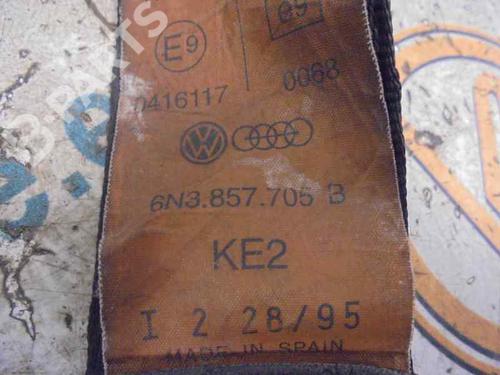 E9 e9
0416117 0068
6N3.857.705 B
KE2
I 2 28/95
MADE IN SPAIN